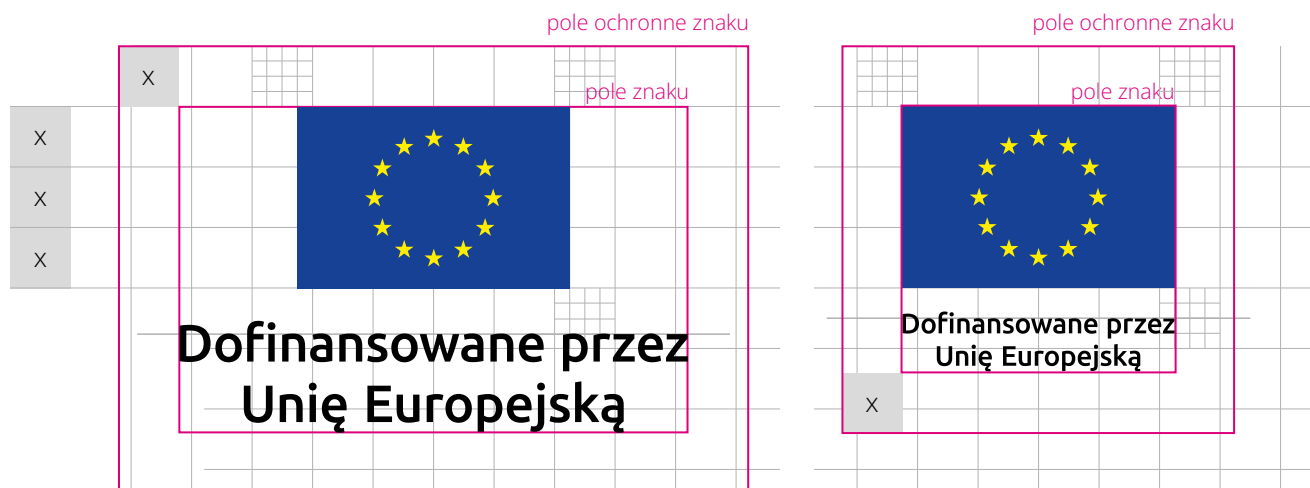 pole ochronne znaku
X
pole znaku
X
X
X
Dofinansowane przez
Unię Europejską
pole ochronne znaku
pole znaku
Dofinansowane przez
Unię Europejską
X